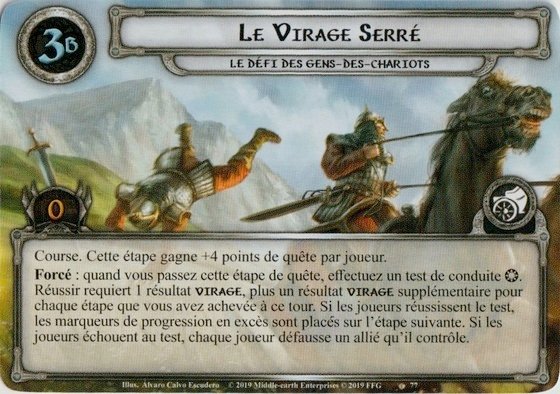 3B
LE VIRAGE SERRÉ
LE DÉFI DES GENS-DES-CHARIOTS
0
Course. Cette étape gagne +4 points de quête par joueur.
Forcé : quand vous passez cette étape de quête, effectuez un test de conduite.
Réussir requiert 1 résultat VIRAGE, plus un résultat VIRAGE supplémentaire pour
chaque étape que vous avez achevée à ce tour. Si les joueurs réussissent le test,
les marqueurs de progression en excès sont placés sur l'étape suivante. Si les
joueurs échouent au test, chaque joueur défausse un allié qu'il contrôle.
Illus. Alvaro Calvo Escudero © 2019 Middle-earth Enterprises © 2019 FFG 77